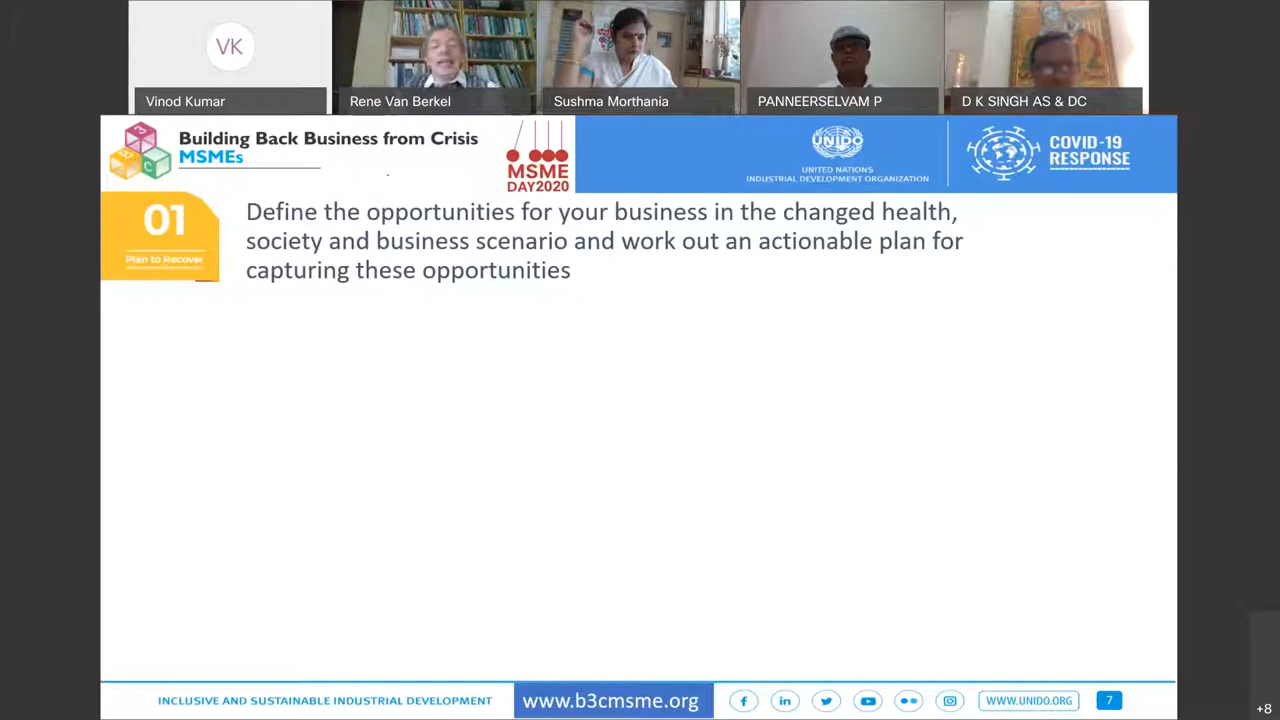 VK
Vinod Kumar
Rene Van Berkel
Sushma Morthania
PANNEERSELVAM P
D K SINGH AS & DC
Building Back Business from Crisis
MSMEs
MSME
DAY2020
UNIDO
UNITED NATIONS
INDUSTRIAL DEVELOPMENT ORGANIZATION
COVID-19
RESPONSE
01
Plan to Recover
Define the opportunities for your business in the changed health,
society and business scenario and work out an actionable plan for
capturing these opportunities
INCLUSIVE AND SUSTAINABLE INDUSTRIAL DEVELOPMENT
www.b3cmsme.org
WWW.UNIDO.ORG
7
+8